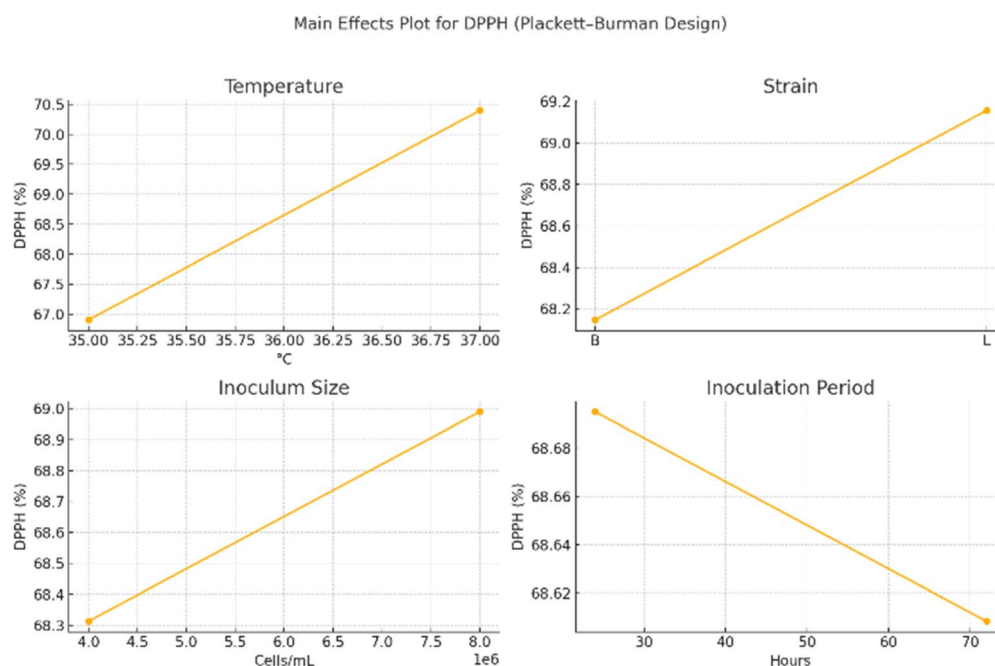 Main Effects Plot for DPPH (Plackett–Burman Design)
Temperature
DPPH (%)
70.5
70.0
69.5
69.0
68.5
68.0
67.5
67.0
35.00 35.25 35.50 35.75 36.00 36.25 36.50 36.75 37.00
°C
Strain
DPPH (%)
69.2
69.0
68.8
68.6
68.4
68.2
B L
Inoculum Size
DPPH (%)
69.0
68.9
68.8
68.7
68.6
68.5
68.4
68.3
4.0 4.5 5.0 5.5 6.0 6.5 7.0 7.5 8.0
1e6
Cells/mL
Inoculation Period
DPPH (%)
68.68
68.66
68.64
68.62
30 40 50 60 70
Hours